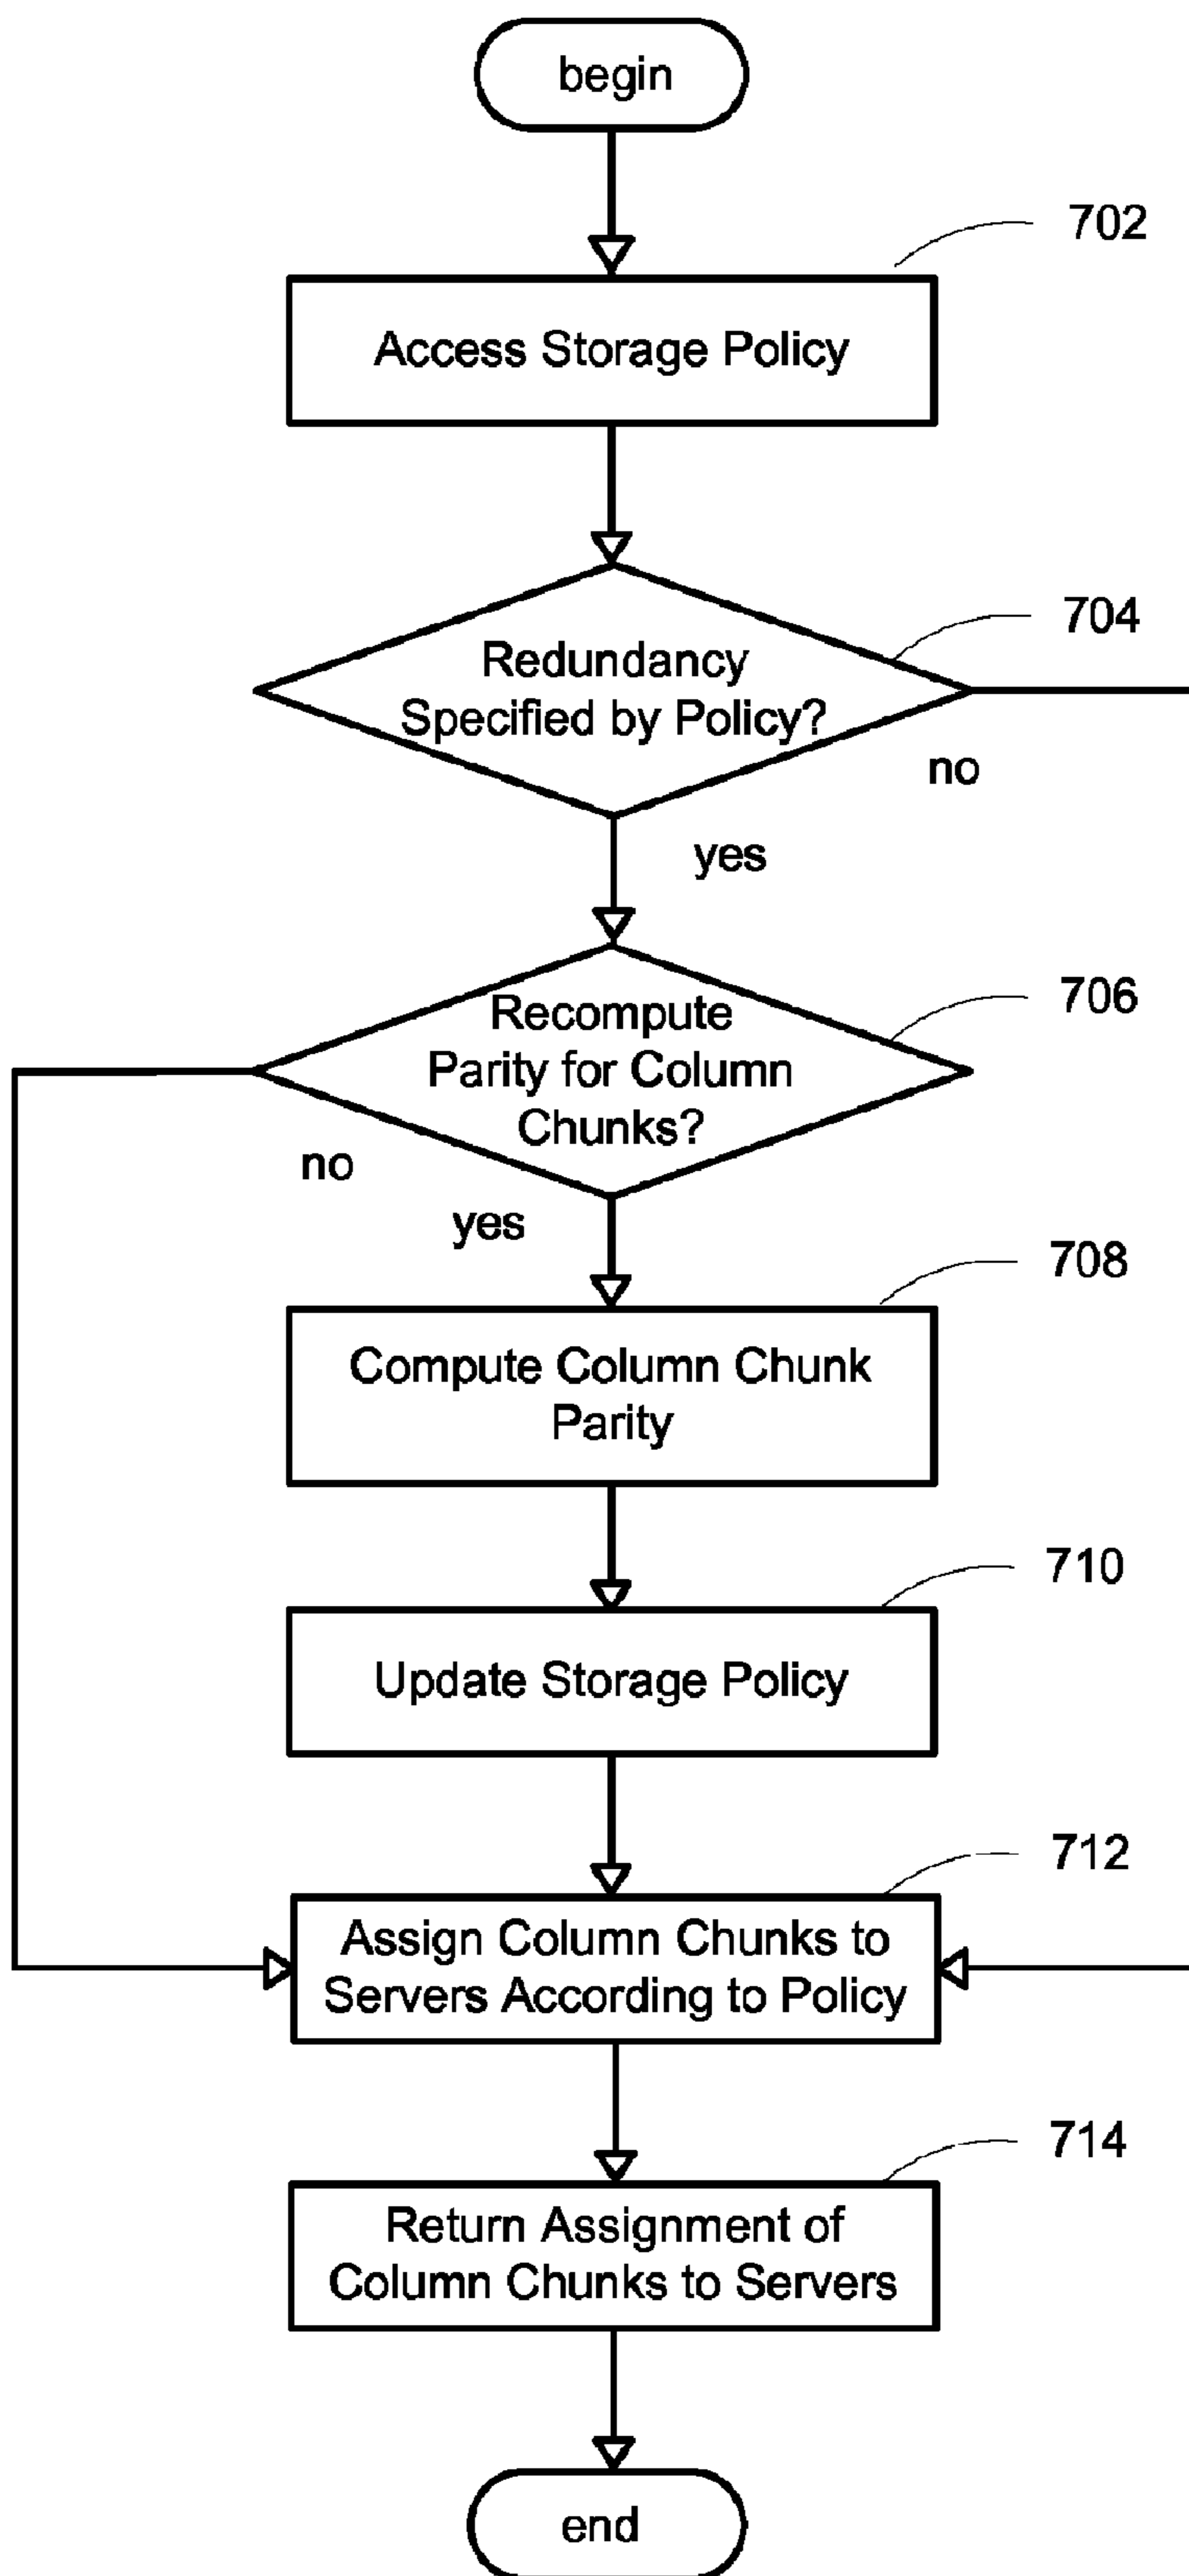 begin
702
Access Storage Policy
704
Redundancy
Specified by Policy?
no
yes
706
Recompute
Parity for Column
Chunks?
no
yes
708
Compute Column Chunk
Parity
710
Update Storage Policy
712
Assign Column Chunks to
Servers According to Policy
714
Return Assignment of
Column Chunks to Servers
end